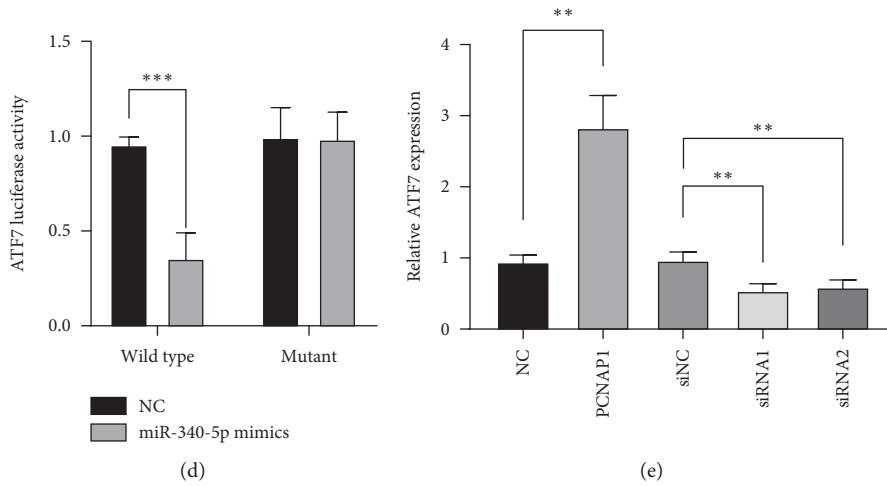 ATF7 luciferase activity
1.5
1.0
0.5
0.0
***
Wild type
Mutant
NC
miR-340-5p mimics
(d)
Relative ATF7 expression
4
3
2
1
0
**
**
**
NC
PCNAP1
siNC
siRNA1
siRNA2
(e)